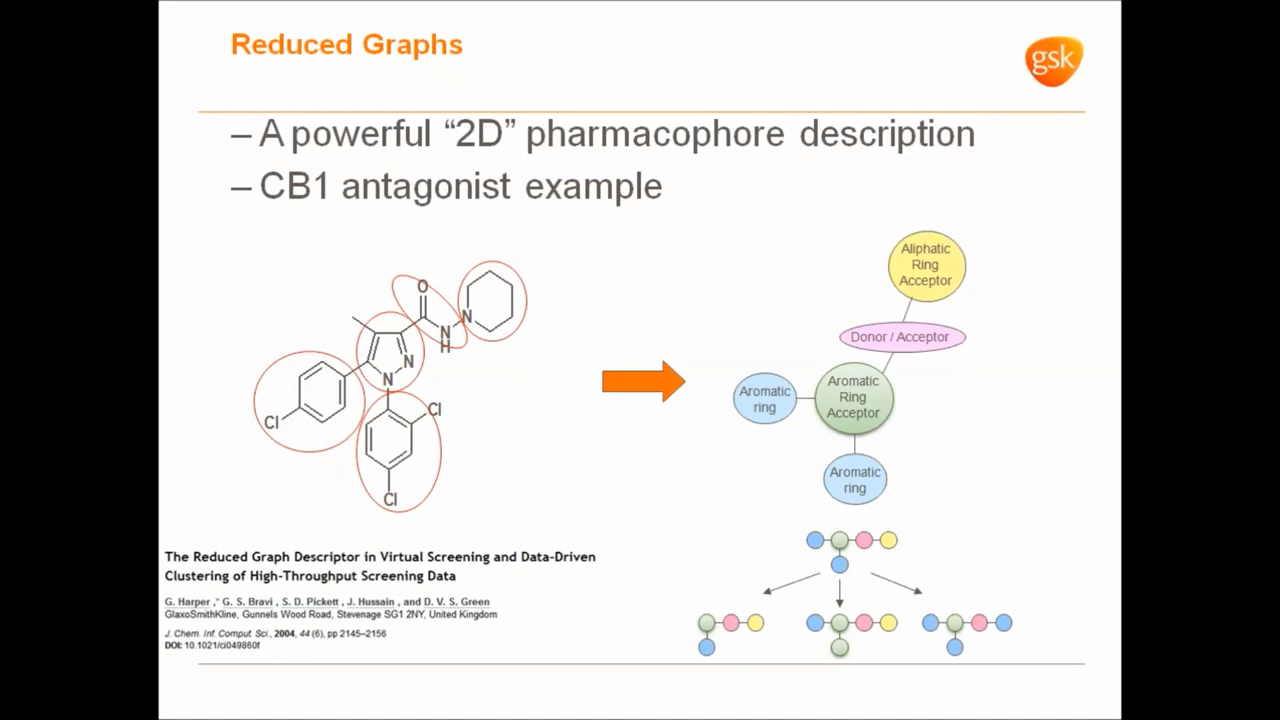 Reduced Graphs
gsk
– A powerful “2D” pharmacophore description
– CB1 antagonist example
O
N
N
H
N
N
Cl
Cl
Cl
Aliphatic
Ring
Acceptor
Donor / Acceptor
Aromatic
Ring
Acceptor
Aromatic
ring
Aromatic
ring
The Reduced Graph Descriptor in Virtual Screening and Data-Driven
Clustering of High-Throughput Screening Data
G. Harper ,* G. S. Bravi , S. D. Pickett , J. Hussain , and D. V. S. Green
GlaxoSmithKline, Gunnels Wood Road, Stevenage SG1 2NY, United Kingdom
J. Chem. Inf. Comput. Sci., 2004, 44 (6), pp 2145–2156
DOI: 10.1021/ci049860f